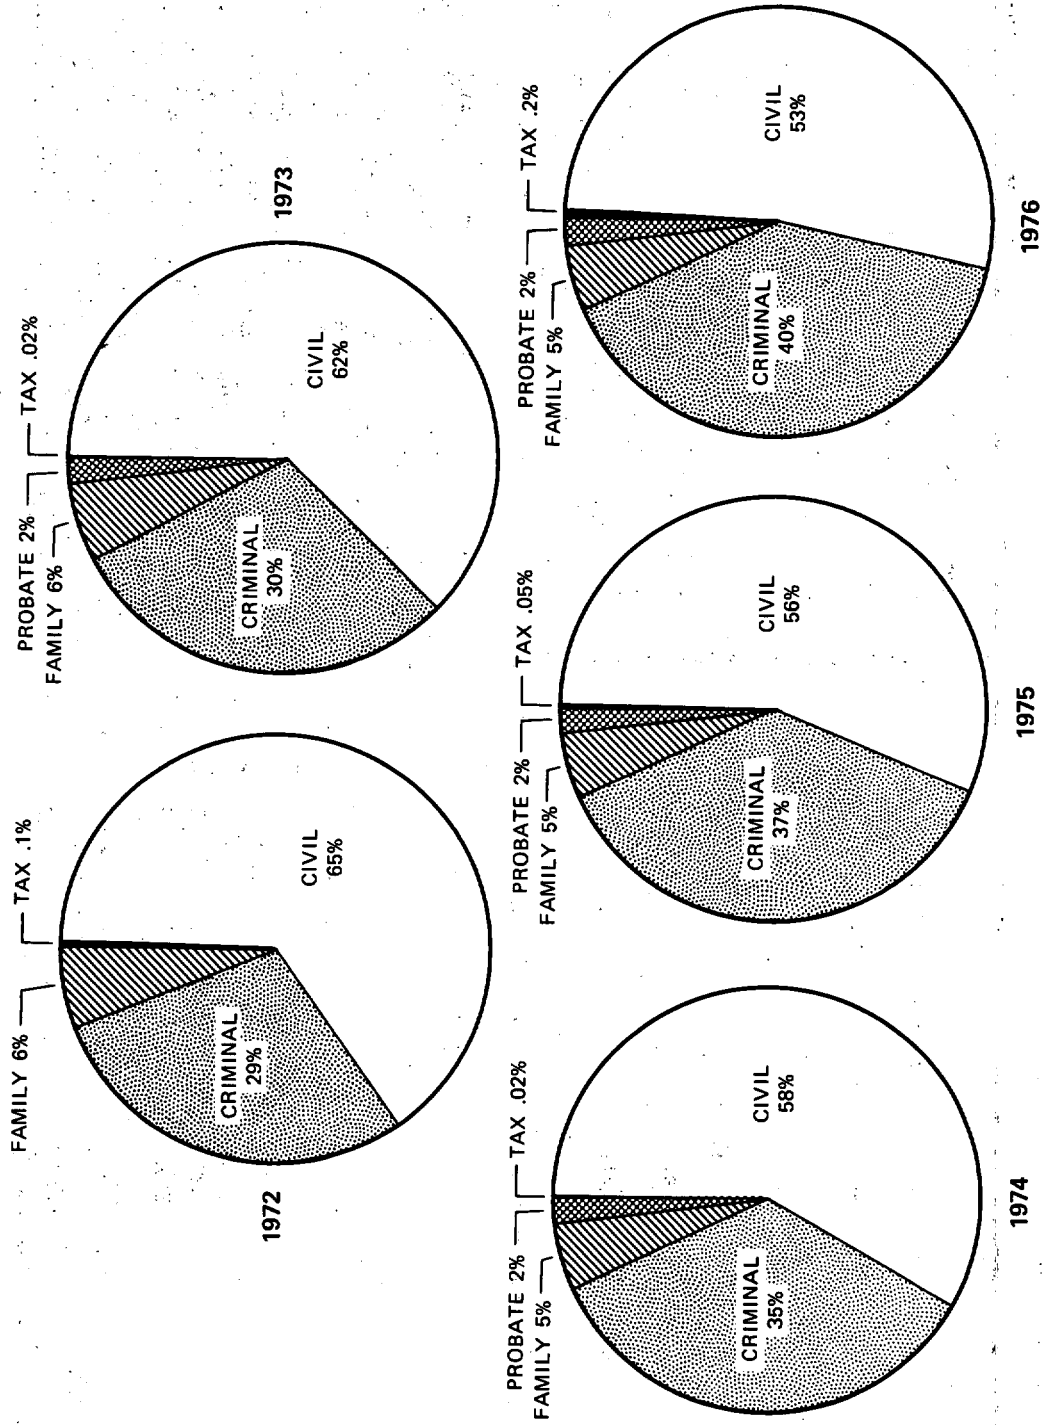 FAMILY 6%
TAX .1%
CRIMINAL
29%
CIVIL
65%
1972
PROBATE 2%
FAMILY 6%
TAX .02%
CRIMINAL
30%
CIVIL
62%
1973
PROBATE 2%
FAMILY 5%
TAX .02%
CRIMINAL
35%
CIVIL
58%
1974
PROBATE 2%
FAMILY 5%
TAX .05%
CRIMINAL
37%
CIVIL
56%
1975
PROBATE 2%
FAMILY 5%
TAX .2%
CRIMINAL
40%
CIVIL
53%
1976